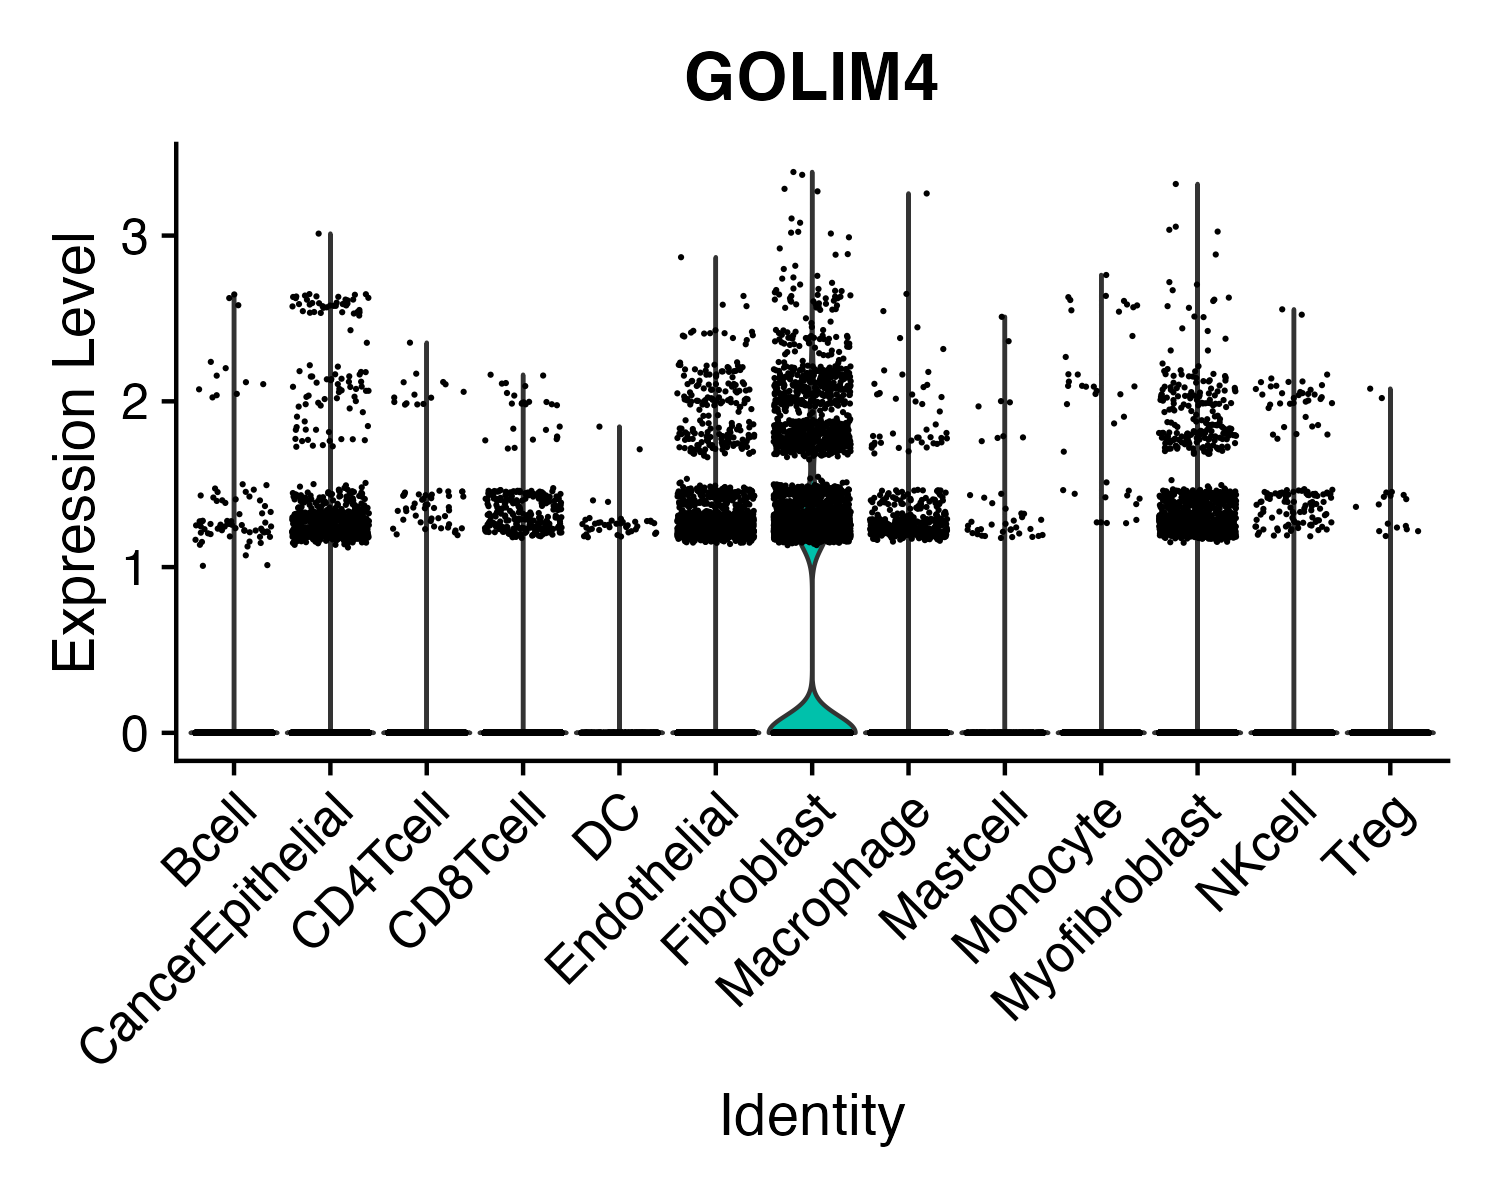 GOLIM4
Expression Level
3
2
1
0
Bcell
CancerEpithelial
CD4Tcell
CD8Tcell
DC
Endothelial
Fibroblast
Macrophage
Mastcell
Monocyte
Myofibroblast
NKcell
Treg
Identity